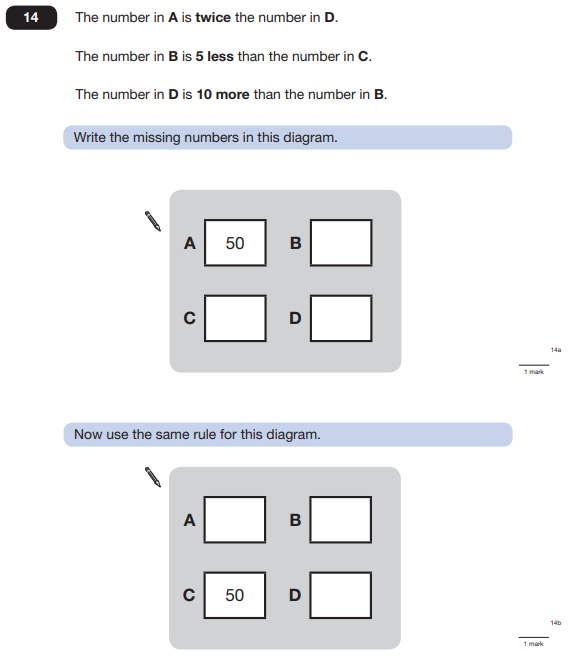 14
The number in A is twice the number in D.
The number in B is 5 less than the number in C.
The number in D is 10 more than the number in B.
Write the missing numbers in this diagram.
A 50 B
C D
14a
1 mark
Now use the same rule for this diagram.
A B
C 50 D
14b
1 mark